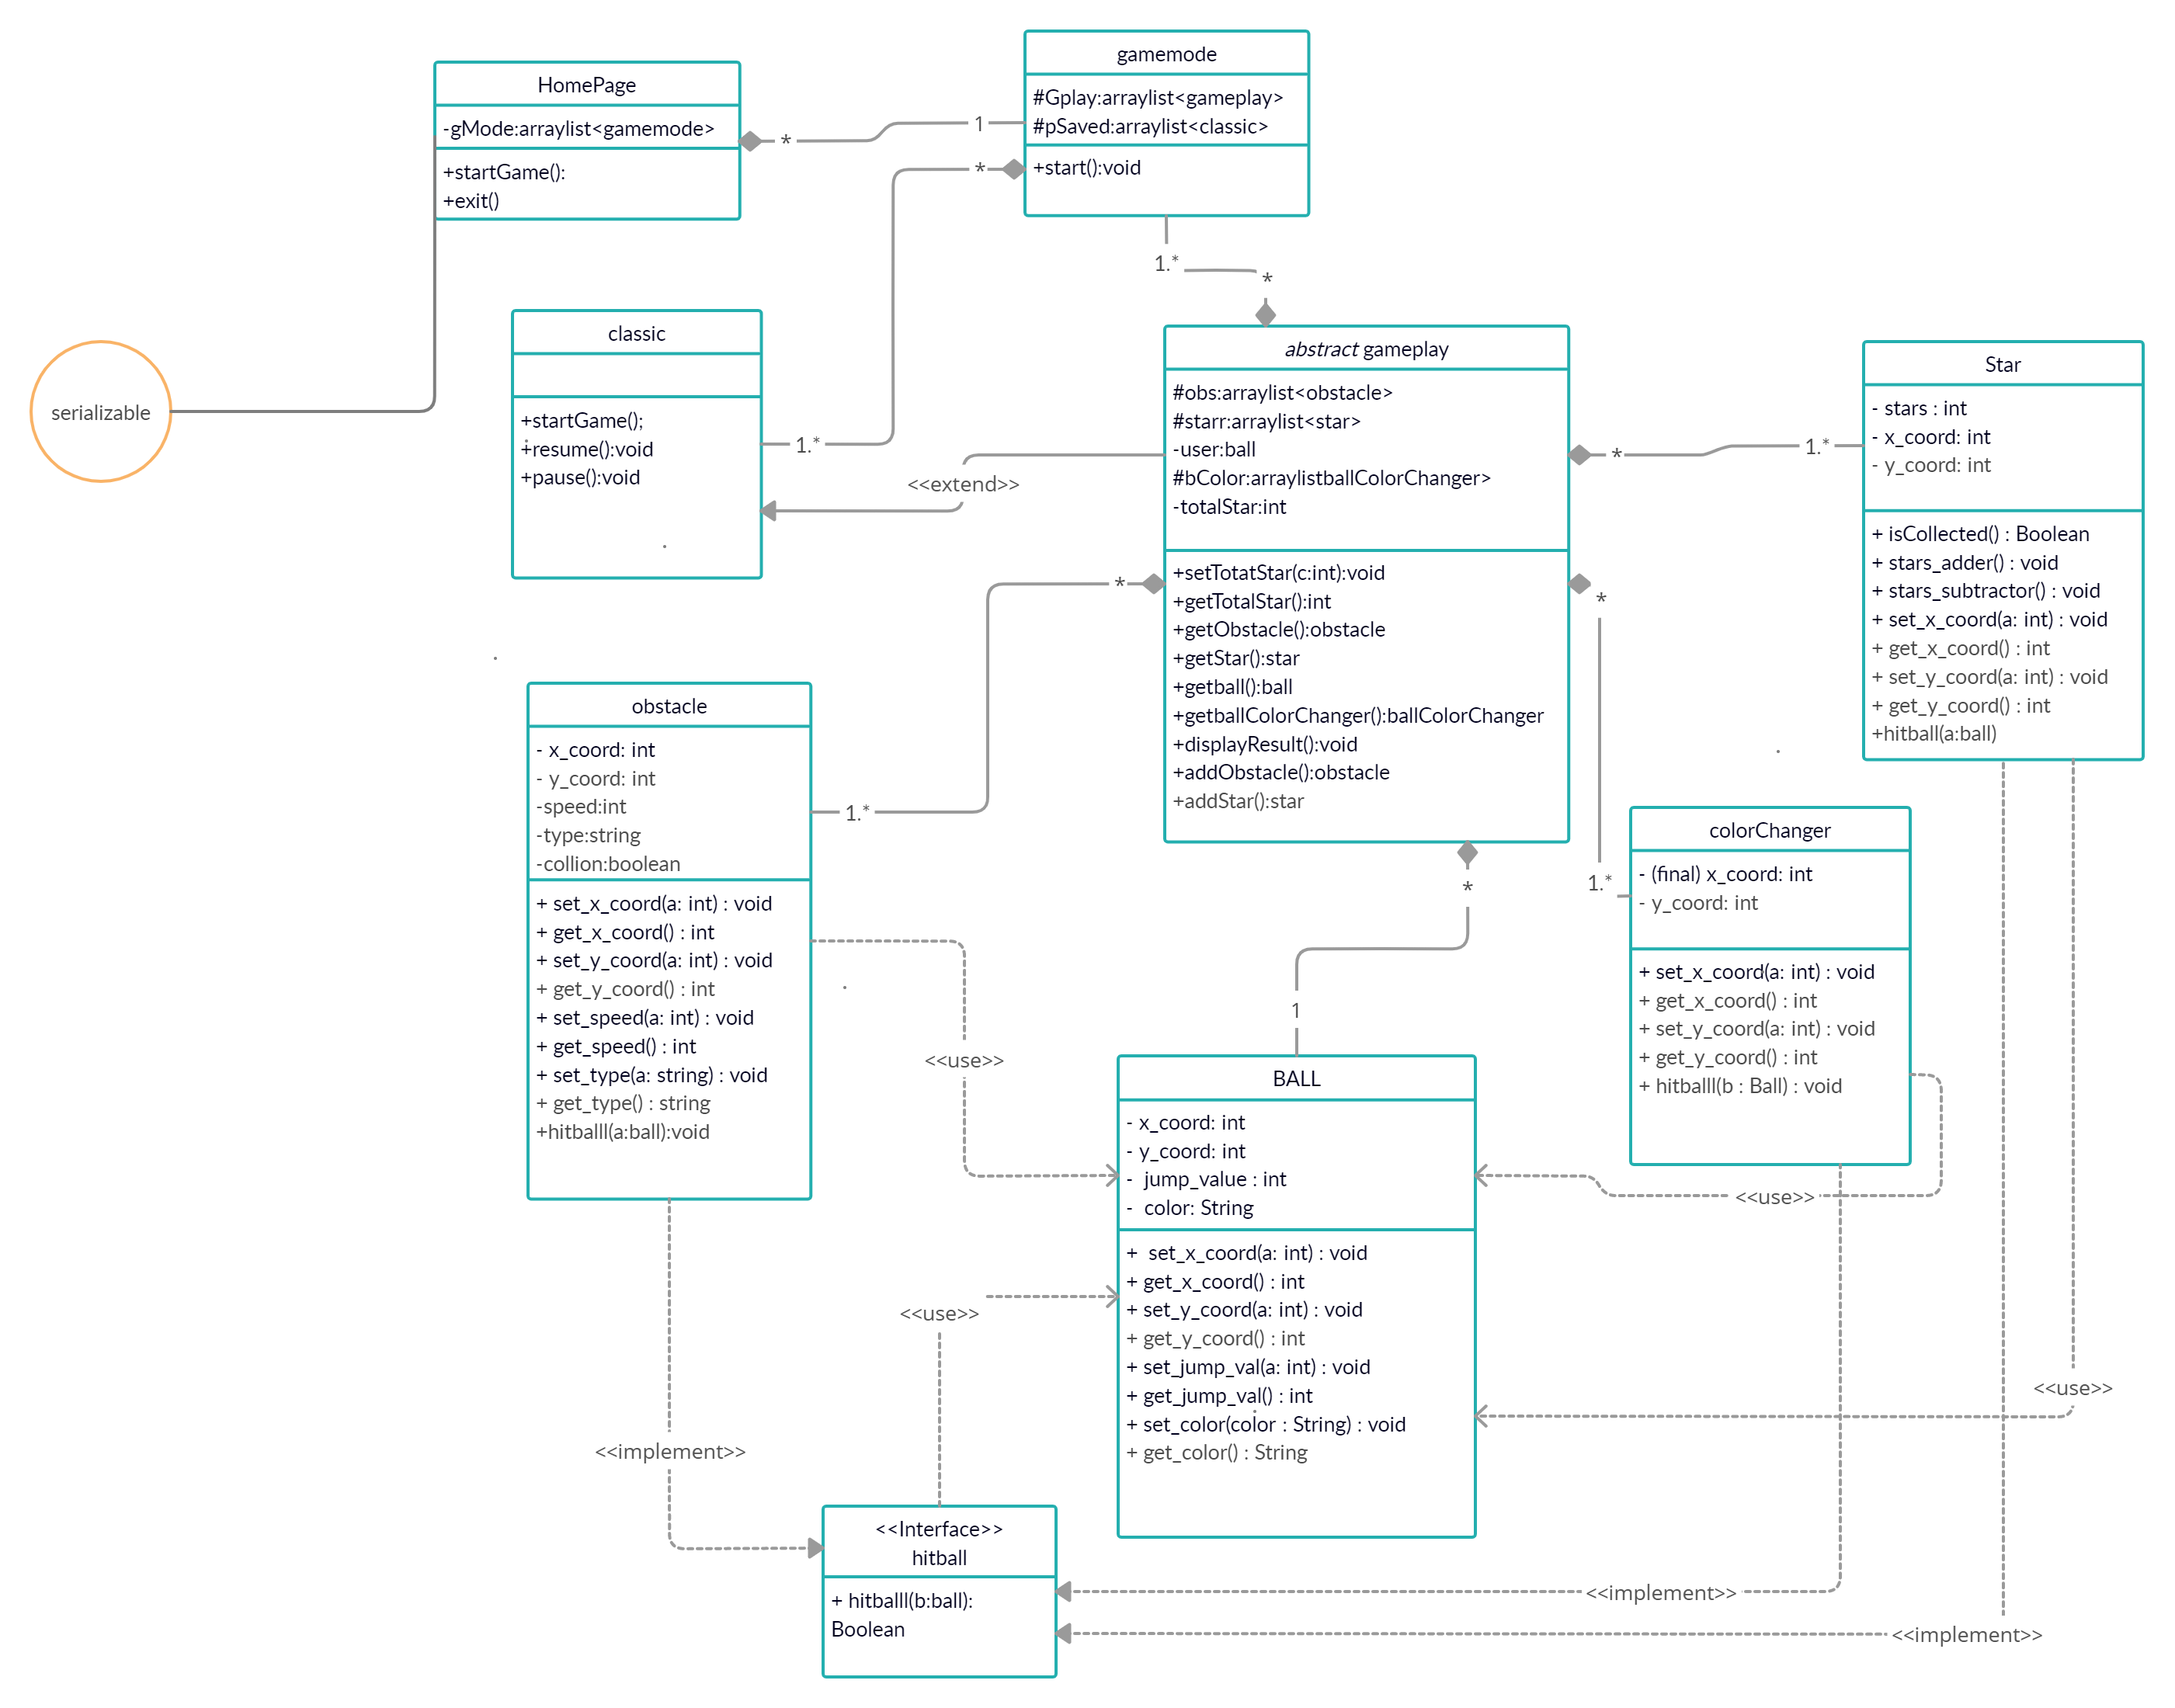 HomePage
-gMode:arraylist<gamemode>
+startGame():
+exit()
*
1
gamemode
#Gplay:arraylist<gameplay>
#pSaved:arraylist<classic>
+start():void
*
1.*
*
serializable
classic
+startGame();
+resume():void
+pause():void
1.*
<<extend>>
abstract gameplay
#obs:arraylist<obstacle>
#starr:arraylist<star>
-user:ball
#bColor:arraylistballColorChanger>
-totalStar:int
+setTotatStar(c:int):void
+getTotalStar():int
+getObstacle():obstacle
+getStar():star
+getball():ball
+getballColorChanger():ballColorChanger
+displayResult():void
+addObstacle():obstacle
+addStar():star
*
1.*
Star
- stars : int
- x_coord: int
- y_coord: int
+ isCollected() : Boolean
+ stars_adder() : void
+ stars_subtractor() : void
+ set_x_coord(a: int) : void
+ get_x_coord() : int
+ set_y_coord(a: int) : void
+ get_y_coord() : int
+hitball(a:ball)
*
*
obstacle
- x_coord: int
- y_coord: int
-speed:int
-type:string
-collion:boolean
+ set_x_coord(a: int) : void
+ get_x_coord() : int
+ set_y_coord(a: int) : void
+ get_y_coord() : int
+ set_speed(a: int) : void
+ get_speed() : int
+ set_type(a: string) : void
+ get_type() : string
+hitballl(a:ball):void
1.*
*
1.*
colorChanger
- (final) x_coord: int
- y_coord: int
+ set_x_coord(a: int) : void
+ get_x_coord() : int
+ set_y_coord(a: int) : void
+ get_y_coord() : int
+ hitballl(b : Ball) : void
1
<<use>>
BALL
- x_coord: int
- y_coord: int
- jump_value : int
- color: String
+ set_x_coord(a: int) : void
+ get_x_coord() : int
+ set_y_coord(a: int) : void
+ get_y_coord() : int
+ set_jump_val(a: int) : void
+ get_jump_val() : int
+ set_color(color : String) : void
+ get_color() : String
<<use>>
<<use>>
<<use>>
<<implement>>
<<Interface>>
hitball
+ hitballl(b:ball):
Boolean
<<implement>>
<<implement>>